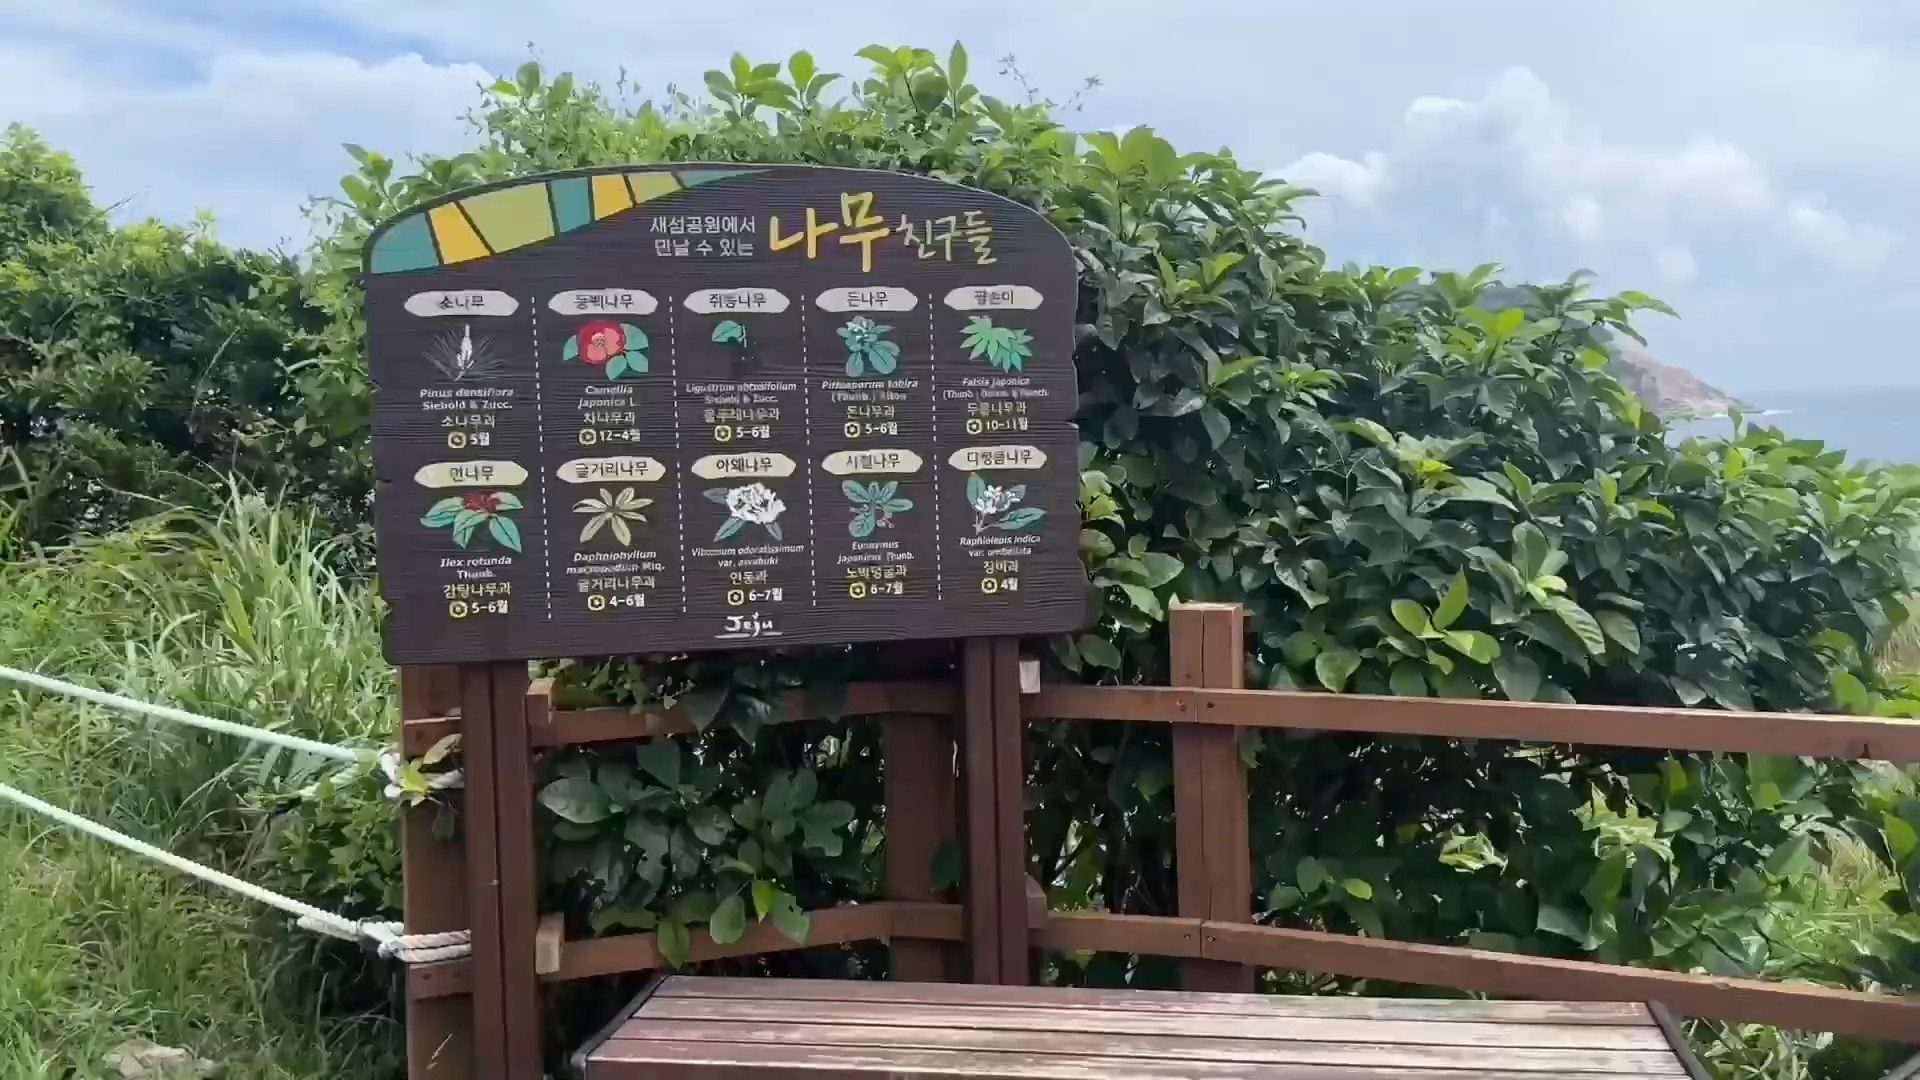 새섬공원에서
만날 수 있는
나무 친구들
소나무
Pinus densiflora
Siebold & Zucc.
소나무과
5월
동백나무
Camellia
japonica L
차나무과
12-4월
쥐똥나무
Ligustrum obtusifolium
Siebold & Zucc.
물푸레나무과
5-6월
돈나무
Pittosporum tobira
(Thunb.) Aiton
돈나무과
5-6월
팔손이
Fatsia japonica
두릅나무과
10-11월
먼나무
Ilex rotunda
Thunb.
감탕나무과
5-6월
굴거리나무
Daphniphyllum
macropodum Miq.
굴거리나무과
4-6월
아왜나무
Viburnum odoratissimum
var. awabuki
인동과
6-7월
사철나무
Euonymus
japonicus Thunb.
노박덩굴과
6-7월
다정큼나무
Raphiolepis indica
var. umbellata
장미과
4월
Jeju